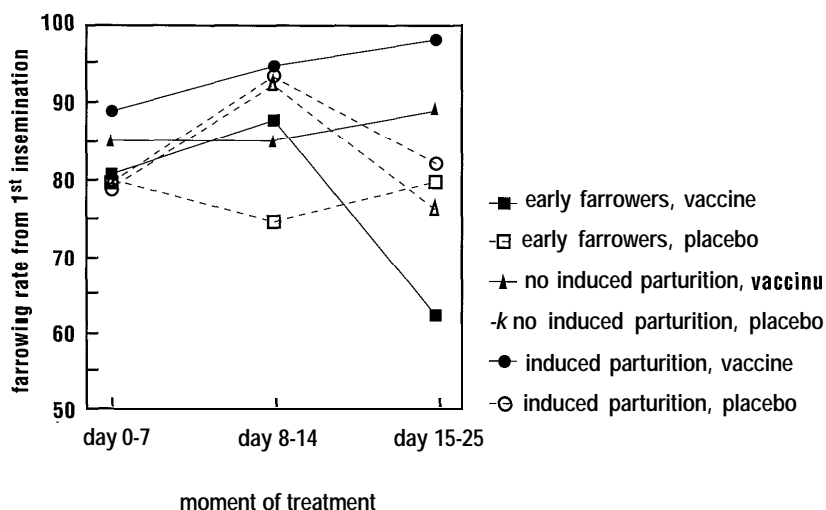 farrowing rate from 1st insemination
100
90
80
70
60
50
day 0-7
day 8-14
day 15-25
moment of treatment
early farrowers, vaccine
early farrowers, placebo
no induced parturition, vaccinu
-k no induced parturition, placebo
induced parturition, vaccine
induced parturition, placebo